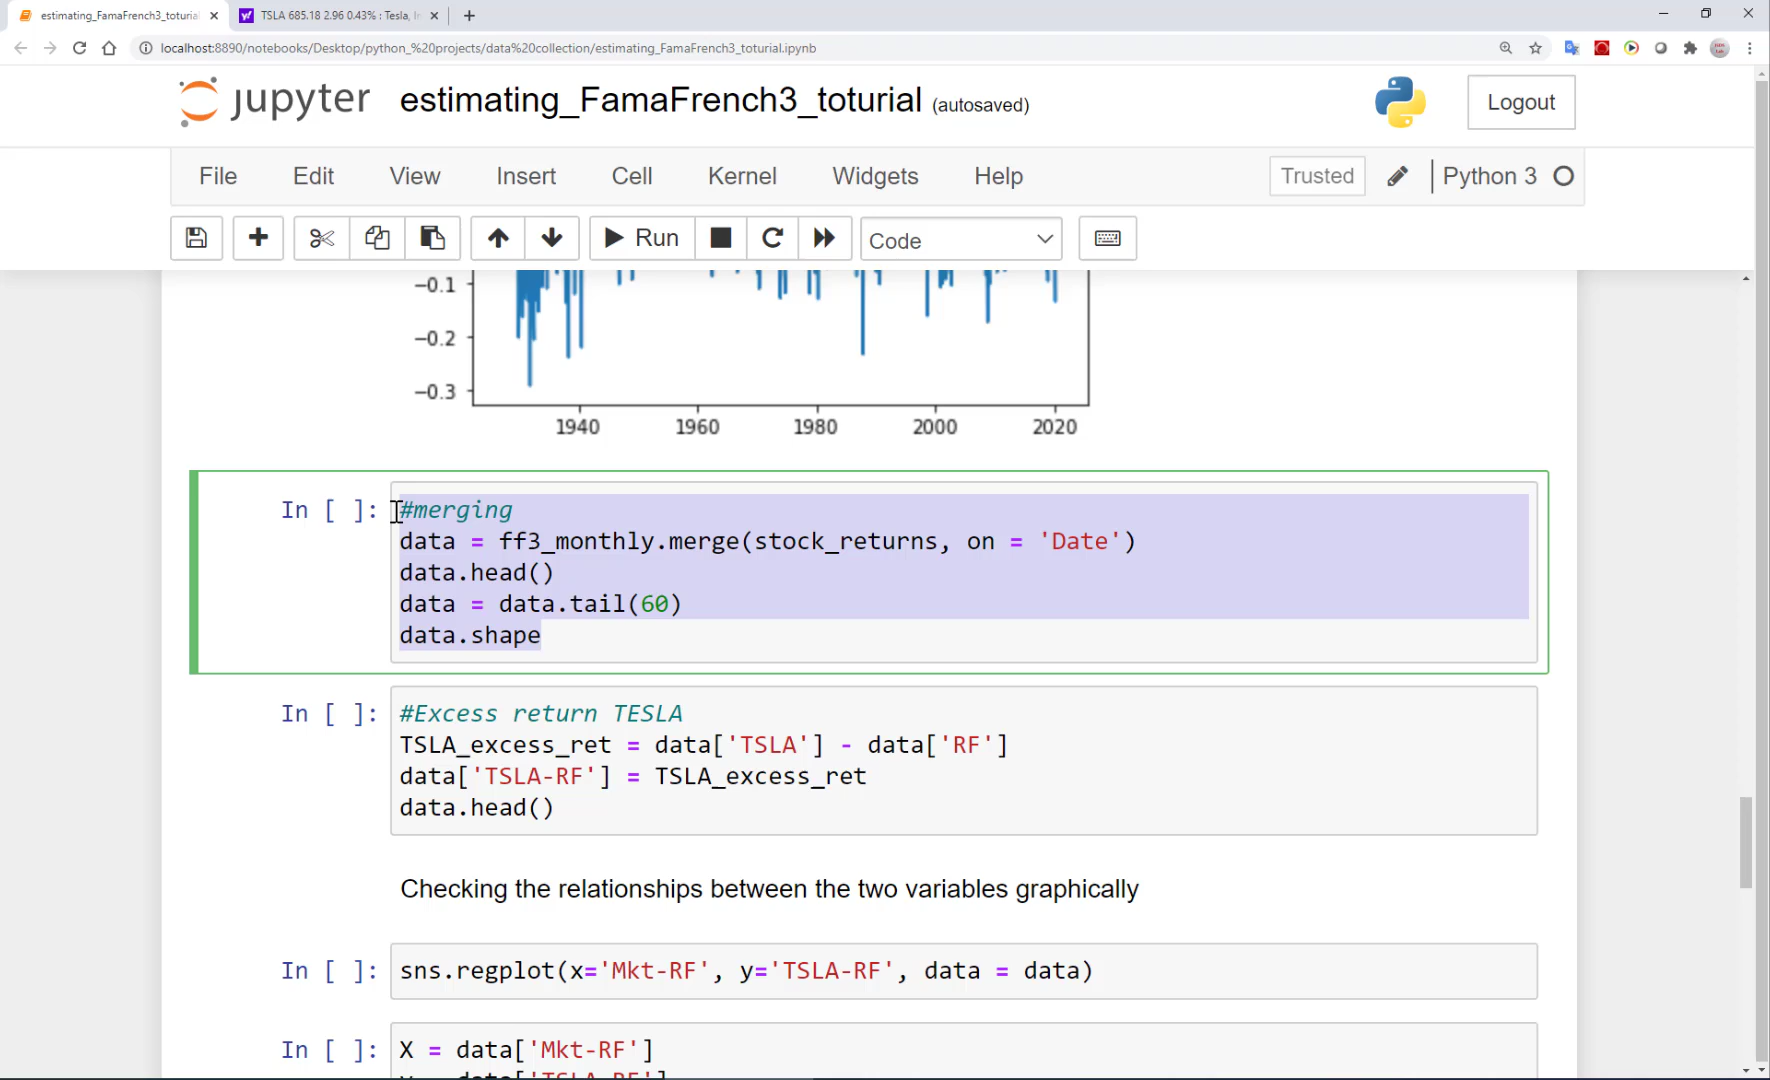 estimating_FamaFrench3_toturia
TSLA 685.18 2.96 0.43% : Tesla, I
localhost:8890/notebooks/Desktop/python_%20projects/data%20collection/estimating_FamaFrench3_toturial.ipynb
jupyter estimating_FamaFrench3_toturial (autosaved)
Logout
File Edit View Insert Cell Kernel Widgets Help Trusted Python 3
Run Code
−0.1
−0.2
−0.3
1940 1960 1980 2000 2020
In [ ]: #merging
data = ff3_monthly.merge(stock_returns, on = 'Date')
data.head()
data = data.tail(60)
data.shape
In [ ]: #Excess return TESLA
TSLA_excess_ret = data['TSLA'] - data['RF']
data['TSLA-RF'] = TSLA_excess_ret
data.head()
Checking the relationships between the two variables graphically
In [ ]: sns.regplot(x='Mkt-RF', y='TSLA-RF', data = data)
In [ ]: X = data['Mkt-RF']
y = data['TSLA-RF']